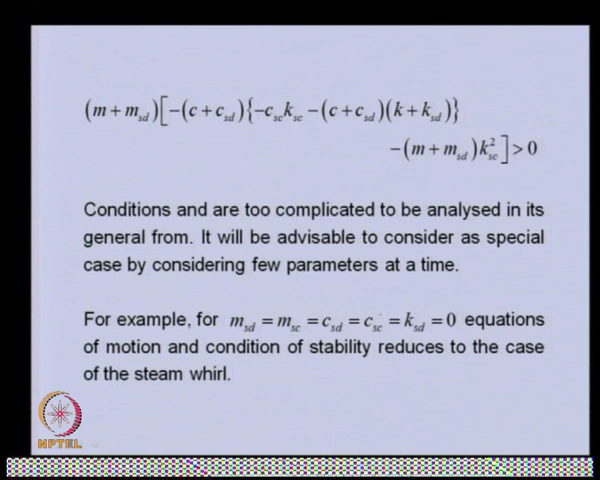 (m + m_sd)[-(c + c_sd){-c_sc k_sc - (c + c_sd)(k + k_sd)}
-(m + m_sd)k_sc^2] > 0
Conditions and are too complicated to be analysed in its
general from. It will be advisable to consider as special
case by considering few parameters at a time.
For example, for m_sd = m_sc = c_sd = c_sc = k_sd = 0 equations
of motion and condition of stability reduces to the case
of the steam whirl.
NPTEL